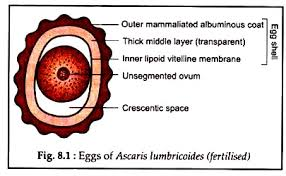 Outer mammaliated albuminous coat
Thick middle layer (transparent)
Inner lipoid vitelline membrane
Egg shell
Unsegmented ovum
Crescentic space
Fig. 8.1 : Eggs of Ascaris lumbricoides (fertilised)